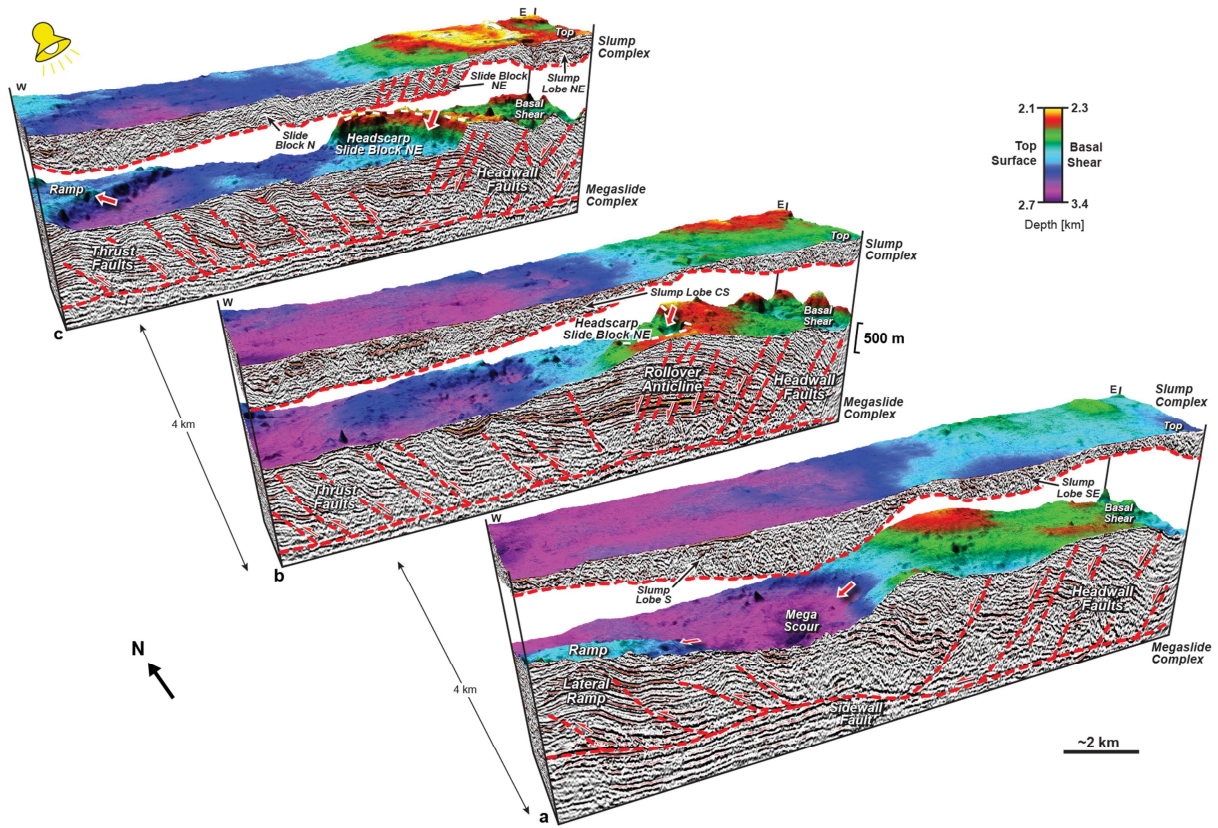 E
W
Top
Slump
Complex
Slide Block
NE
Slump
Lobe NE
Basal
Shear
Slide
Block N
Headscarp
Slide Block NE
Ramp
Headwall
Faults
Megaslide
Complex
Thrust
Faults
c
2.1
2.3
Top
Surface
Basal
Shear
2.7
3.4
Depth [km]
E
W
Top
Slump
Complex
Slump Lobe CS
Headscarp
Slide Block NE
Basal
Shear
500 m
Rollover
Anticline
Headwall
Faults
Megaslide
Complex
Thrust
Faults
4 km
b
E
W
Slump
Complex
Top
Slump
Lobe SE
Basal
Shear
Slump
Lobe S
Mega
Scour
Ramp
Headwall
Faults
Megaslide
Complex
Lateral
Ramp
Sidewall
Fault
4 km
a
N
~2 km